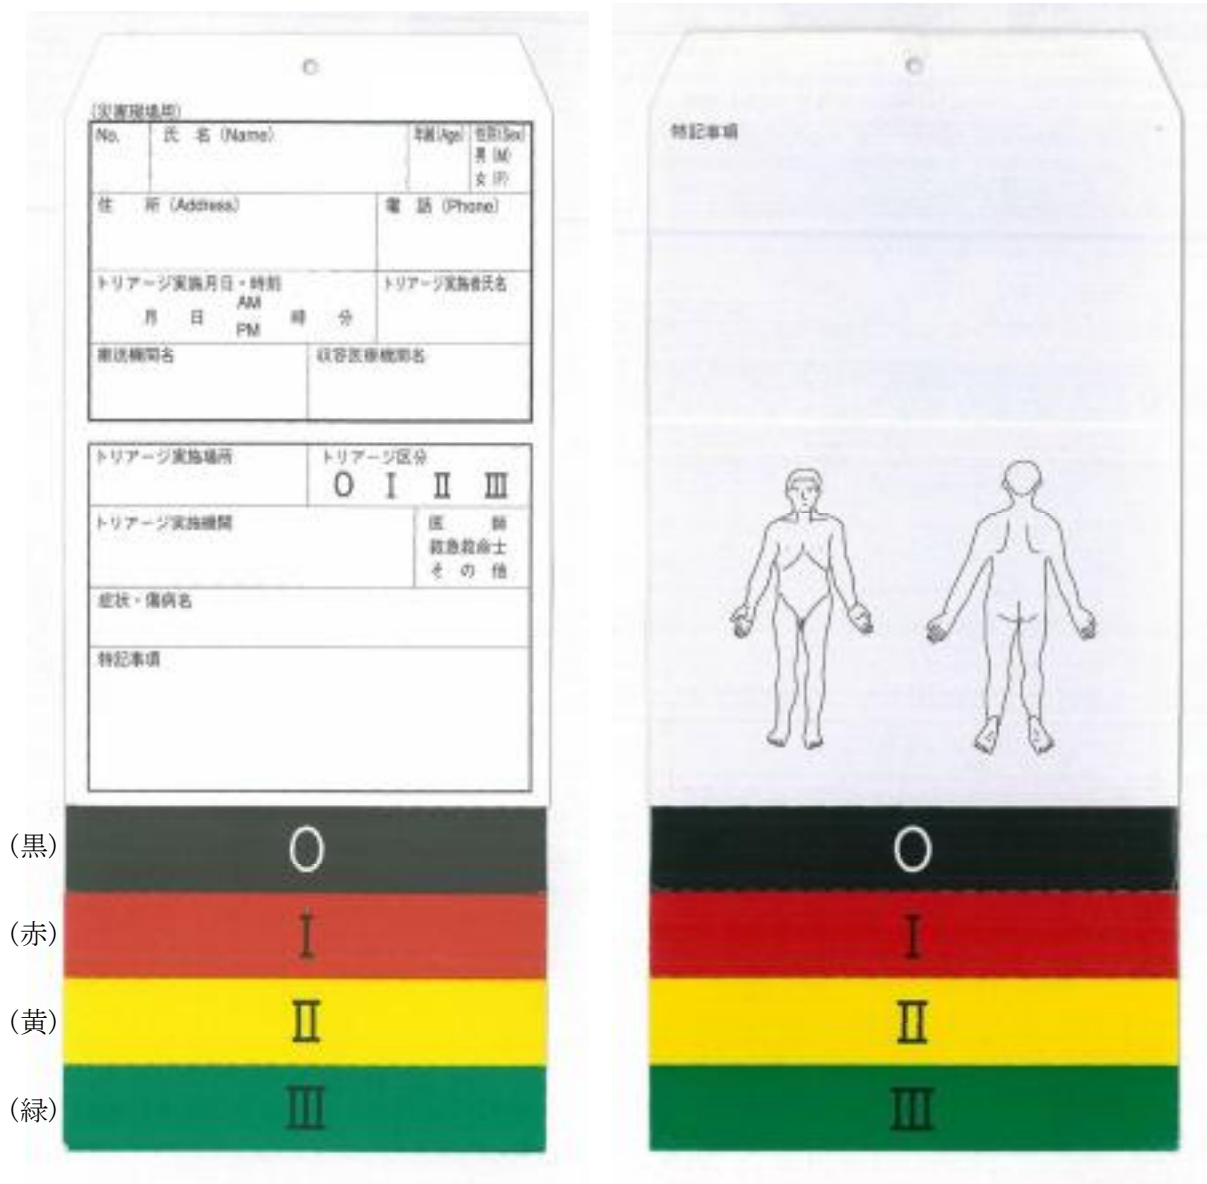 (災害現場用)
No. 氏 名 (Name) 年齢(Age) 性別(Sex)
男 (M)
女 (F)
住 所 (Address) 電 話 (Phone)
トリアージ実施月日・時刻 トリアージ実施者氏名
AM
月 日 時 分
PM
搬送機関名 収容医療機関名
トリアージ実施場所 トリアージ区分
0 I II III
トリアージ実施機関 医 師
救急救命士
そ の 他
症状・傷病名
特記事項
(黒) 0
(赤) I
(黄) II
(緑) III
特記事項
0
I
II
III